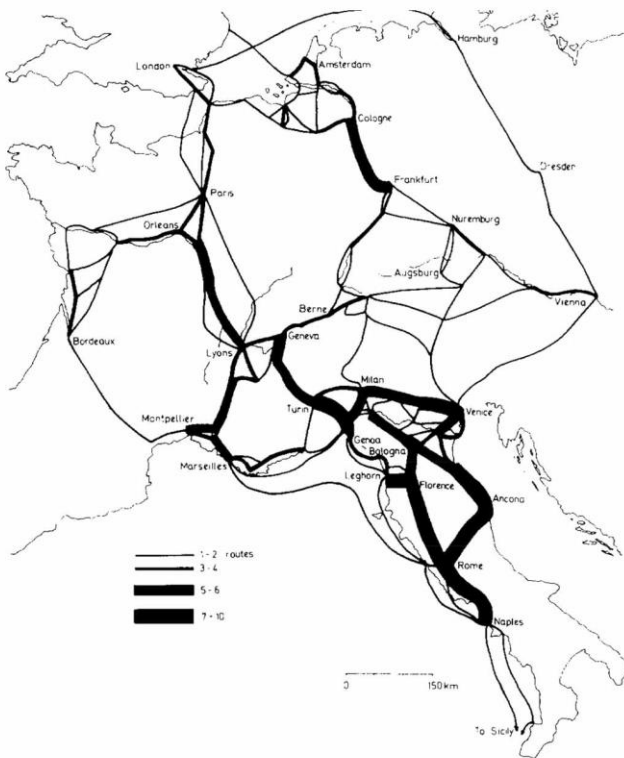 Hamburg
London
Amsterdam
Cologne
Dresden
Frankfurt
Paris
Nuremburg
Orleans
Augsburg
Berne
Vienna
Bordeaux
Lyons
Geneva
Milan
Turin
Venice
Montpellier
Genoa
Bologna
Marseilles
Leghorn
Florence
Ancona
1-2 routes
3-4
Rome
5-6
7-10
Naples
0 150 km
To Sicily